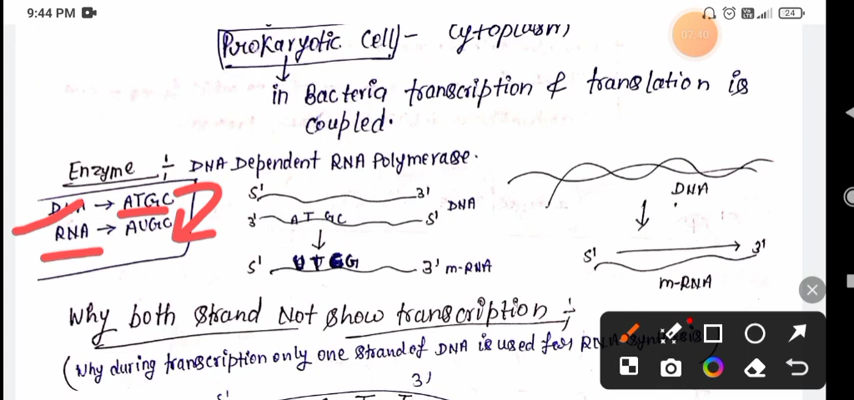 9:44 PM 24
02:40
Prokaryotic Cell - Cytoplasm,
in Bacteria transcription & translation is
Coupled.
Enzyme :- DNA Dependent RNA Polymerase.
DNA → ATGC
RNA → AUGC
5' 3' DNA
3' ATGC 5'
5' 3' m-RNA
DNA
5' 3'
m-RNA
Why both strand Not show transcription :-
(Why during transcription only one strand of DNA is used for RNA synthesis)
3'
5'